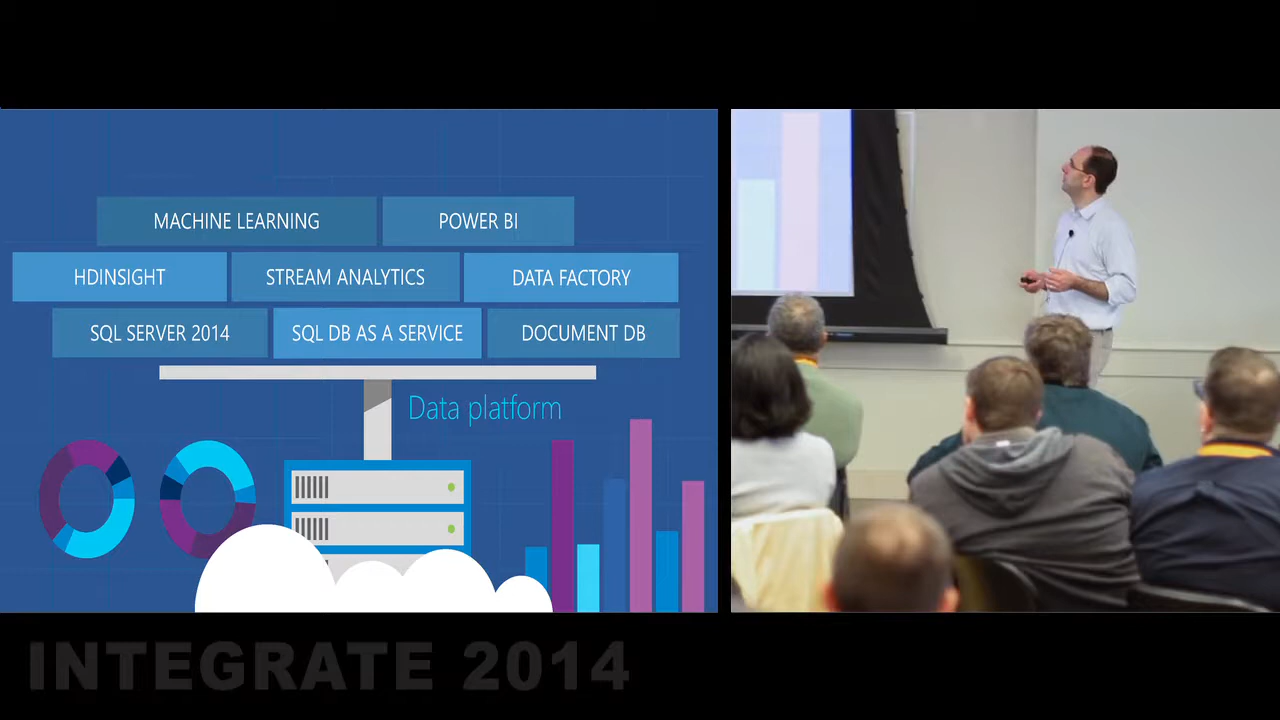 MACHINE LEARNING
POWER BI
HDINSIGHT
STREAM ANALYTICS
DATA FACTORY
SQL SERVER 2014
SQL DB AS A SERVICE
DOCUMENT DB
Data platform
INTEGRATE 2014